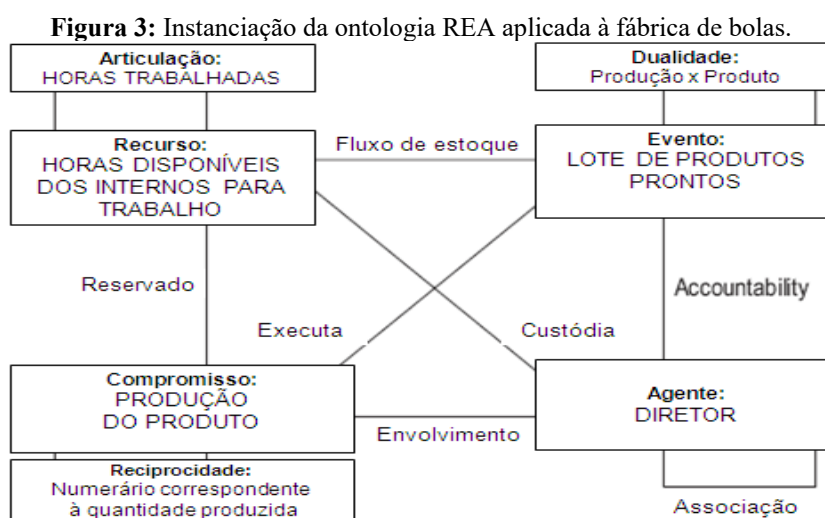 Figura 3: Instanciação da ontologia REA aplicada à fábrica de bolas.
Articulação:
HORAS TRABALHADAS
Dualidade:
Produção x Produto
Recurso:
HORAS DISPONÍVEIS
DOS INTERNOS PARA
TRABALHO
Fluxo de estoque
Evento:
LOTE DE PRODUTOS
PRONTOS
Reservado
Accountability
Executa
Custódia
Compromisso:
PRODUÇÃO
DO PRODUTO
Envolvimento
Agente:
DIRETOR
Reciprocidade:
Numerário correspondente
à quantidade produzida
Associação